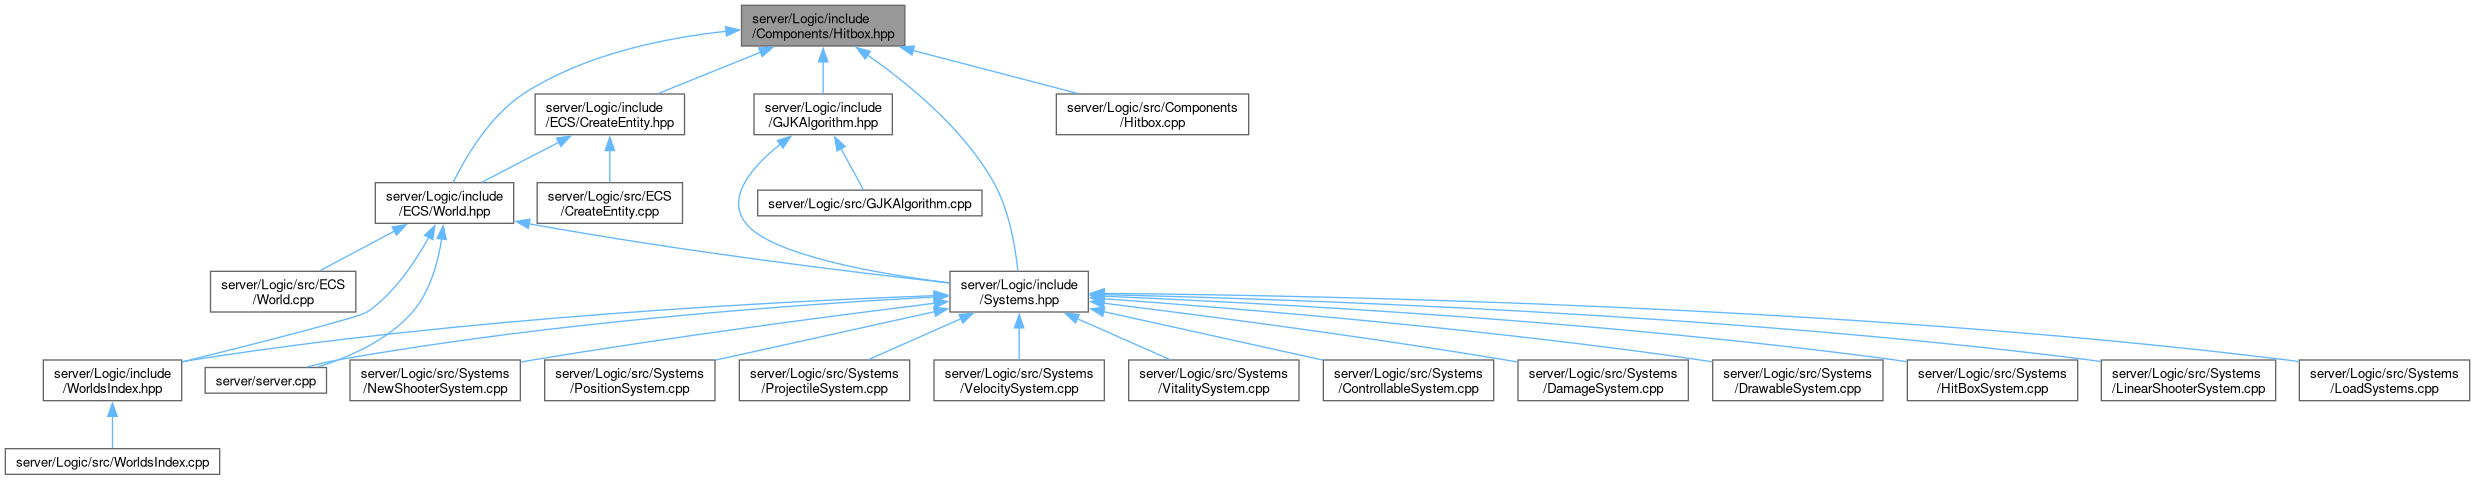 server/Logic/include
/Components/Hitbox.hpp
server/Logic/include
/ECS/CreateEntity.hpp
server/Logic/include
/GJKAlgorithm.hpp
server/Logic/src/Components
/Hitbox.cpp
server/Logic/include
/ECS/World.hpp
server/Logic/src/ECS
/CreateEntity.cpp
server/Logic/src/GJKAlgorithm.cpp
server/Logic/src/ECS
/World.cpp
server/Logic/include
/Systems.hpp
server/Logic/include
/WorldsIndex.hpp
server/server.cpp
server/Logic/src/Systems
/NewShooterSystem.cpp
server/Logic/src/Systems
/PositionSystem.cpp
server/Logic/src/Systems
/ProjectileSystem.cpp
server/Logic/src/Systems
/VelocitySystem.cpp
server/Logic/src/Systems
/VitalitySystem.cpp
server/Logic/src/Systems
/ControllableSystem.cpp
server/Logic/src/Systems
/DamageSystem.cpp
server/Logic/src/Systems
/DrawableSystem.cpp
server/Logic/src/Systems
/HitBoxSystem.cpp
server/Logic/src/Systems
/LinearShooterSystem.cpp
server/Logic/src/Systems
/LoadSystems.cpp
server/Logic/src/WorldsIndex.cpp